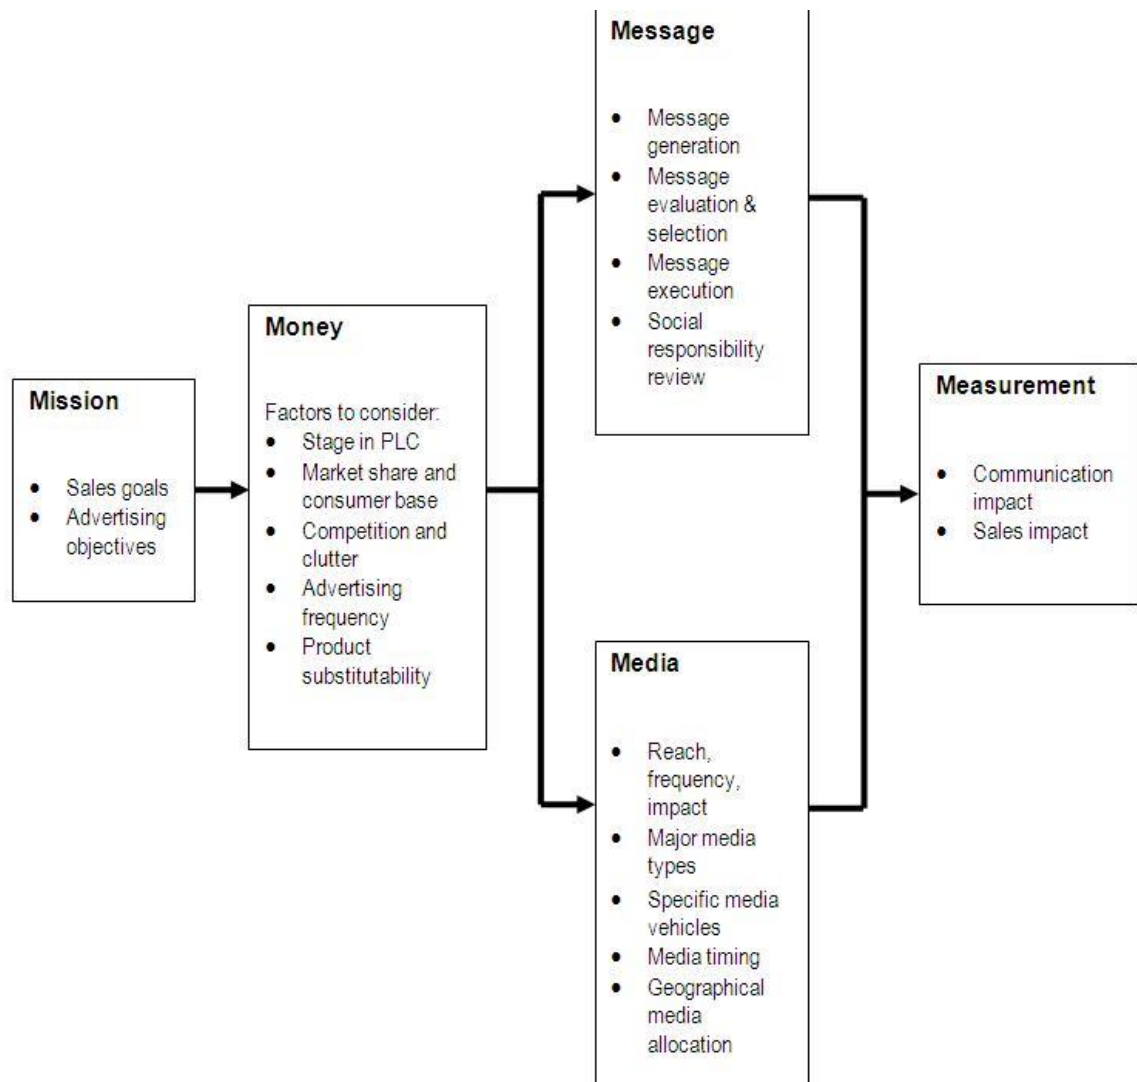 Mission
● Sales goals
● Advertising
objectives
Money
Factors to consider:
● Stage in PLC
● Market share and
consumer base
● Competition and
clutter
● Advertising
frequency
● Product
substitutability
Message
● Message
generation
● Message
evaluation &
selection
● Message
execution
● Social
responsibility
review
Media
● Reach,
frequency,
impact
● Major media
types
● Specific media
vehicles
● Media timing
● Geographical
media
allocation
Measurement
● Communication
impact
● Sales impact